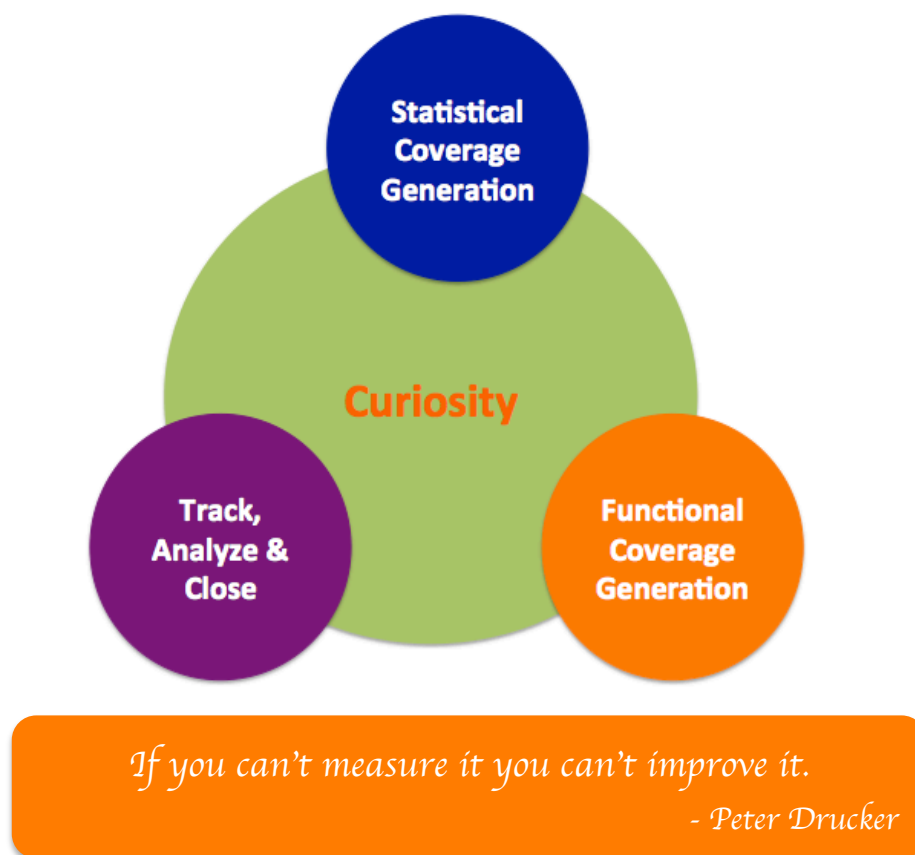 Statistical
Coverage
Generation
Curiosity
Track,
Analyze &
Close
Functional
Coverage
Generation
If you can't measure it you can't improve it.
- Peter Drucker